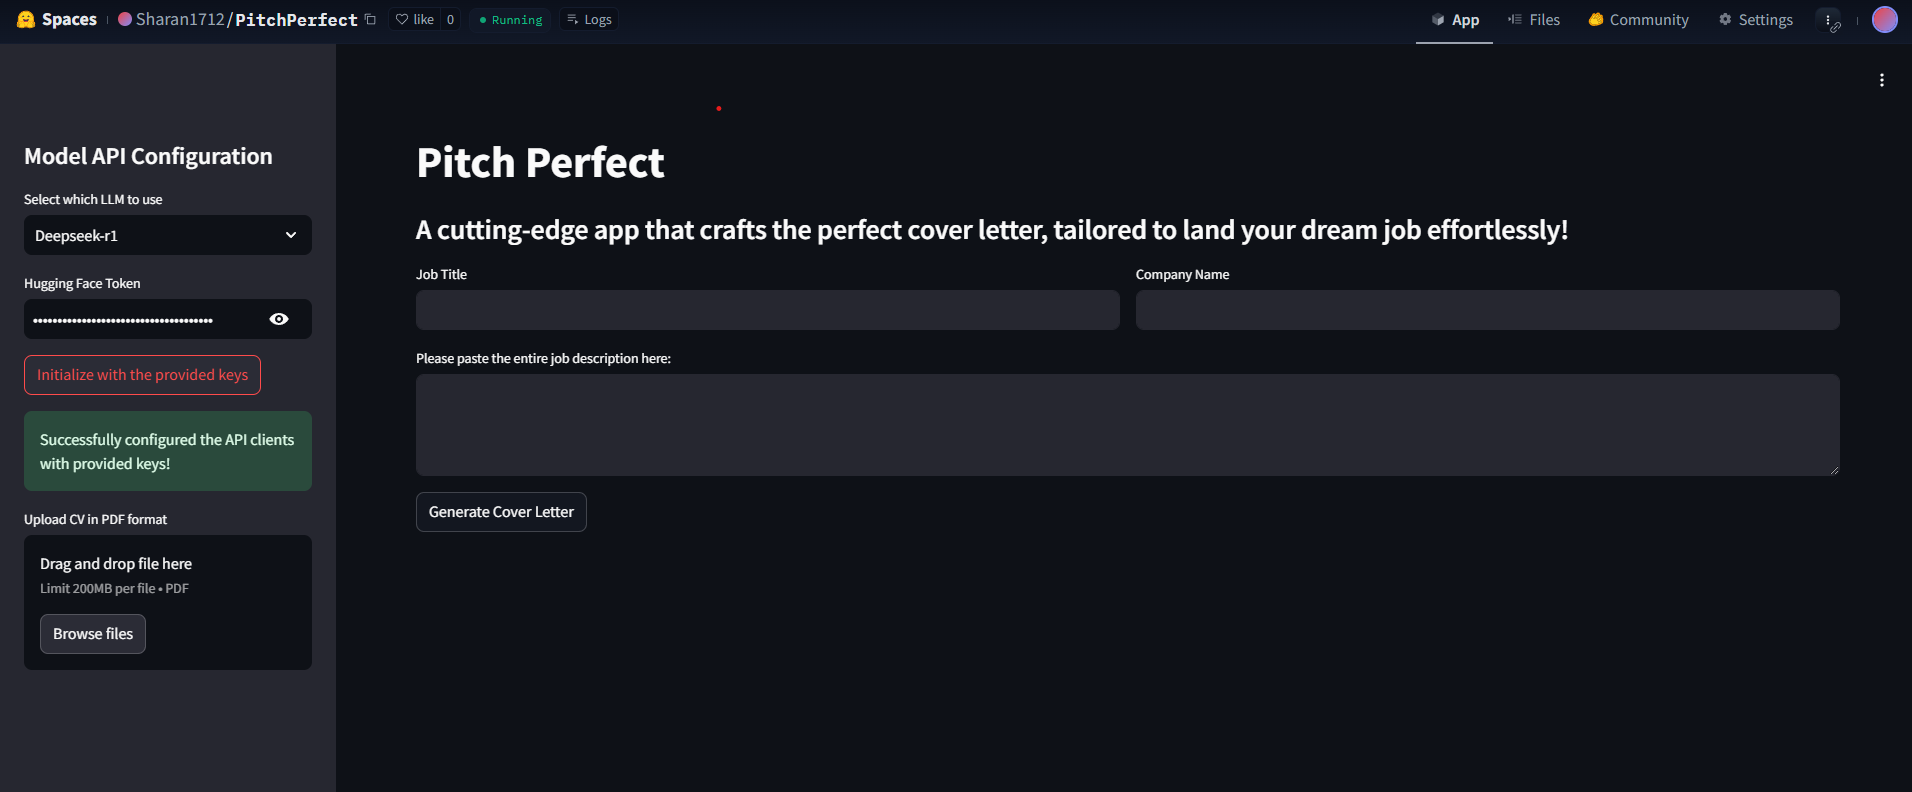 Spaces
Sharan1712/PitchPerfect
like 0
Running
Logs
App
Files
Community
Settings
Model API Configuration
Select which LLM to use
Deepseek-r1
Hugging Face Token
Initialize with the provided keys
Successfully configured the API clients
with provided keys!
Upload CV in PDF format
Drag and drop file here
Limit 200MB per file • PDF
Browse files
Pitch Perfect
A cutting-edge app that crafts the perfect cover letter, tailored to land your dream job effortlessly!
Job Title
Company Name
Please paste the entire job description here:
Generate Cover Letter